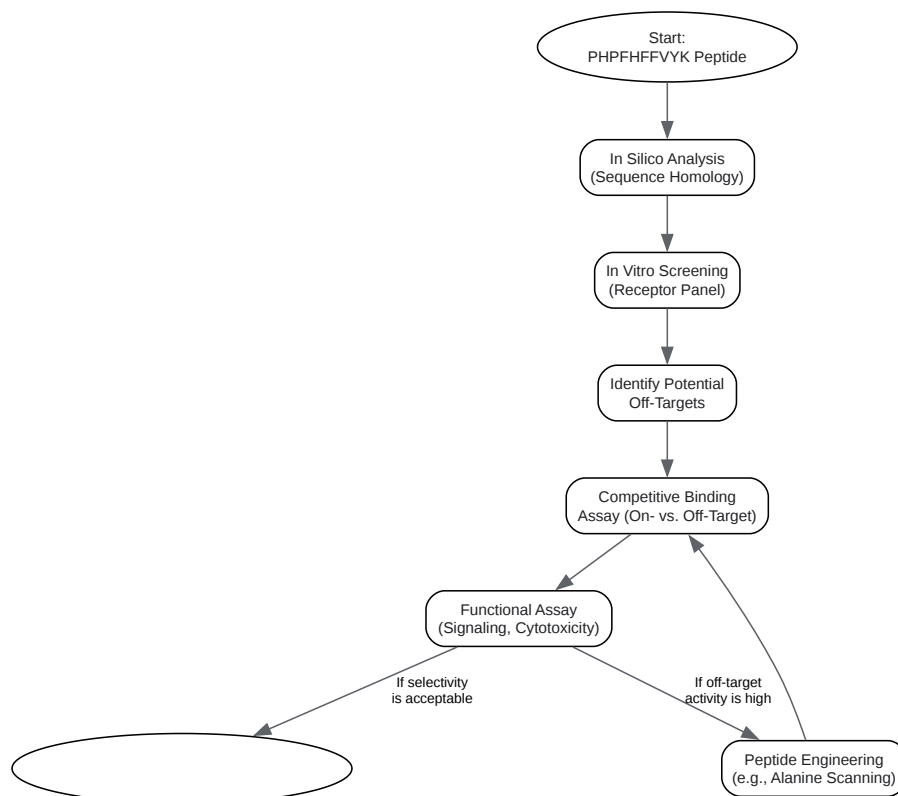 Start:
PHPFHFFVYK Peptide
In Silico Analysis
(Sequence Homology)
In Vitro Screening
(Receptor Panel)
Identify Potential
Off-Targets
Competitive Binding
Assay (On- vs. Off-Target)
Functional Assay
(Signaling, Cytotoxicity)
If selectivity
is acceptable
If off-target
activity is high
Peptide Engineering
(e.g., Alanine Scanning)